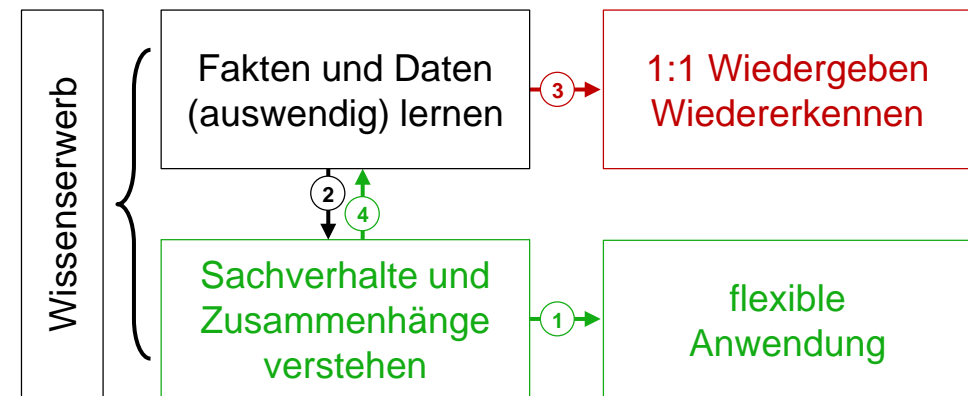 Wissenserwerb
Fakten und Daten
(auswendig) lernen
3
1:1 Wiedergeben
Wiedererkennen
2
4
Sachverhalte und
Zusammenhänge
verstehen
1
flexible
Anwendung